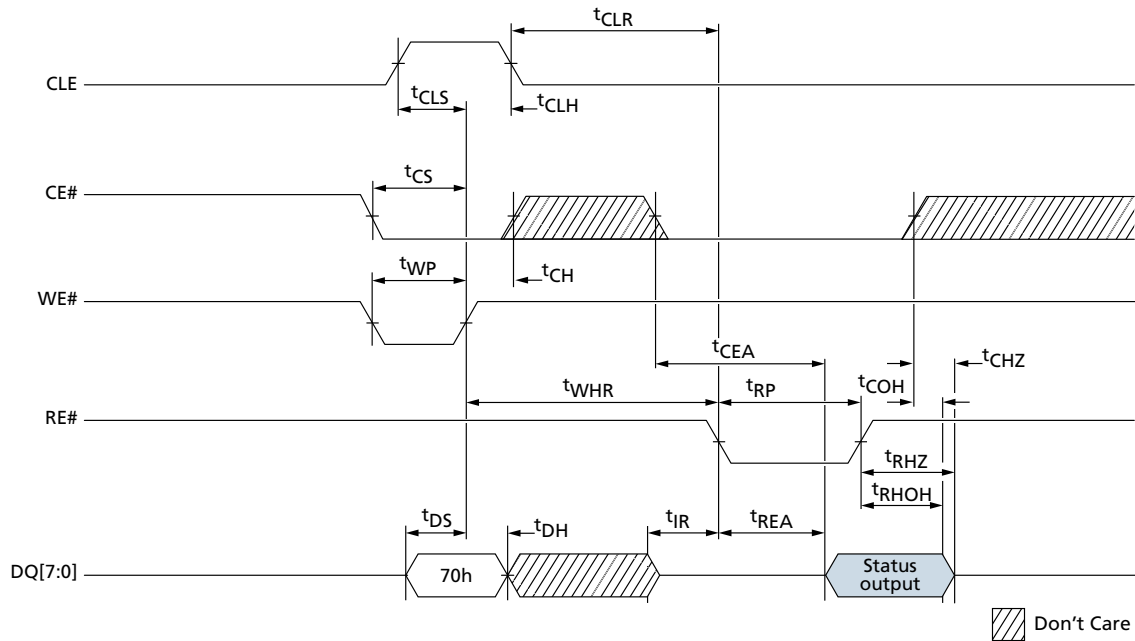 tCLR
CLE
tCLS
tCLH
tCS
CE#
tWP
tCH
WE#
tCEA
tCHZ
tWHR
tRP
tCOH
RE#
tRHZ
tRHOH
tDS
tDH
tIR
tREA
DQ[7:0]
70h
Status
output
Don't Care